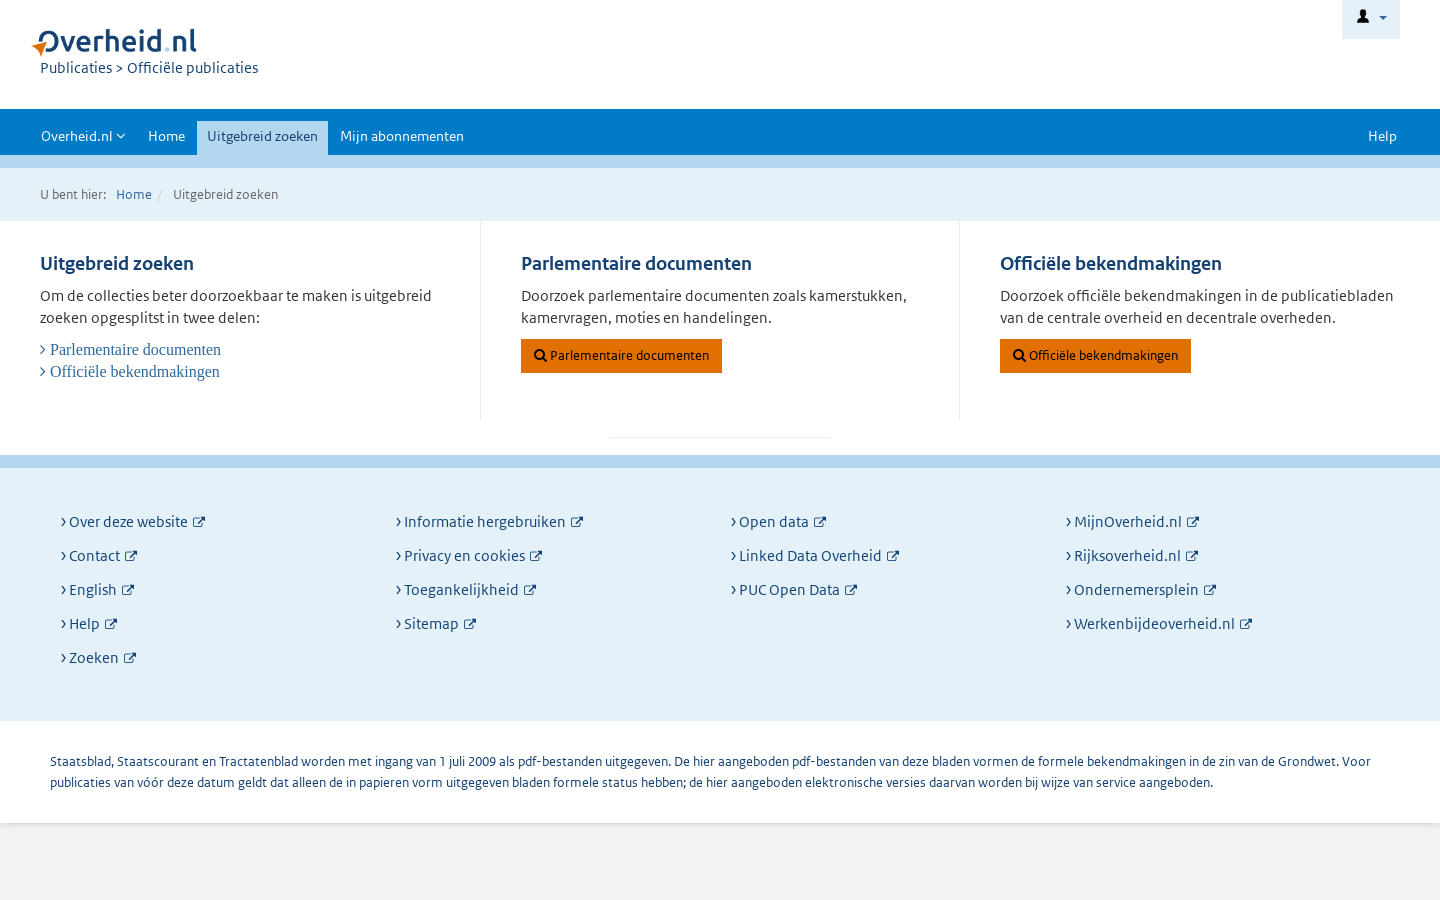 Overheid.nl
Publicaties > Officiële publicaties
Overheid.nl Home Uitgebreid zoeken Mijn abonnementen Help
U bent hier: Home / Uitgebreid zoeken
Uitgebreid zoeken
Om de collecties beter doorzoekbaar te maken is uitgebreid
zoeken opgesplitst in twee delen:
Parlementaire documenten
Officiële bekendmakingen
Parlementaire documenten
Doorzoek parlementaire documenten zoals kamerstukken,
kamervragen, moties en handelingen.
Parlementaire documenten
Officiële bekendmakingen
Doorzoek officiële bekendmakingen in de publicatiebladen
van de centrale overheid en decentrale overheden.
Officiële bekendmakingen
Over deze website
Contact
English
Help
Zoeken
Informatie hergebruiken
Privacy en cookies
Toegankelijkheid
Sitemap
Open data
Linked Data Overheid
PUC Open Data
MijnOverheid.nl
Rijksoverheid.nl
Ondernemersplein
Werkenbijdeoverheid.nl
Staatsblad, Staatscourant en Tractatenblad worden met ingang van 1 juli 2009 als pdf-bestanden uitgegeven. De hier aangeboden pdf-bestanden van deze bladen vormen de formele bekendmakingen in de zin van de Grondwet. Voor
publicaties van vóór deze datum geldt dat alleen de in papieren vorm uitgegeven bladen formele status hebben; de hier aangeboden elektronische versies daarvan worden bij wijze van service aangeboden.